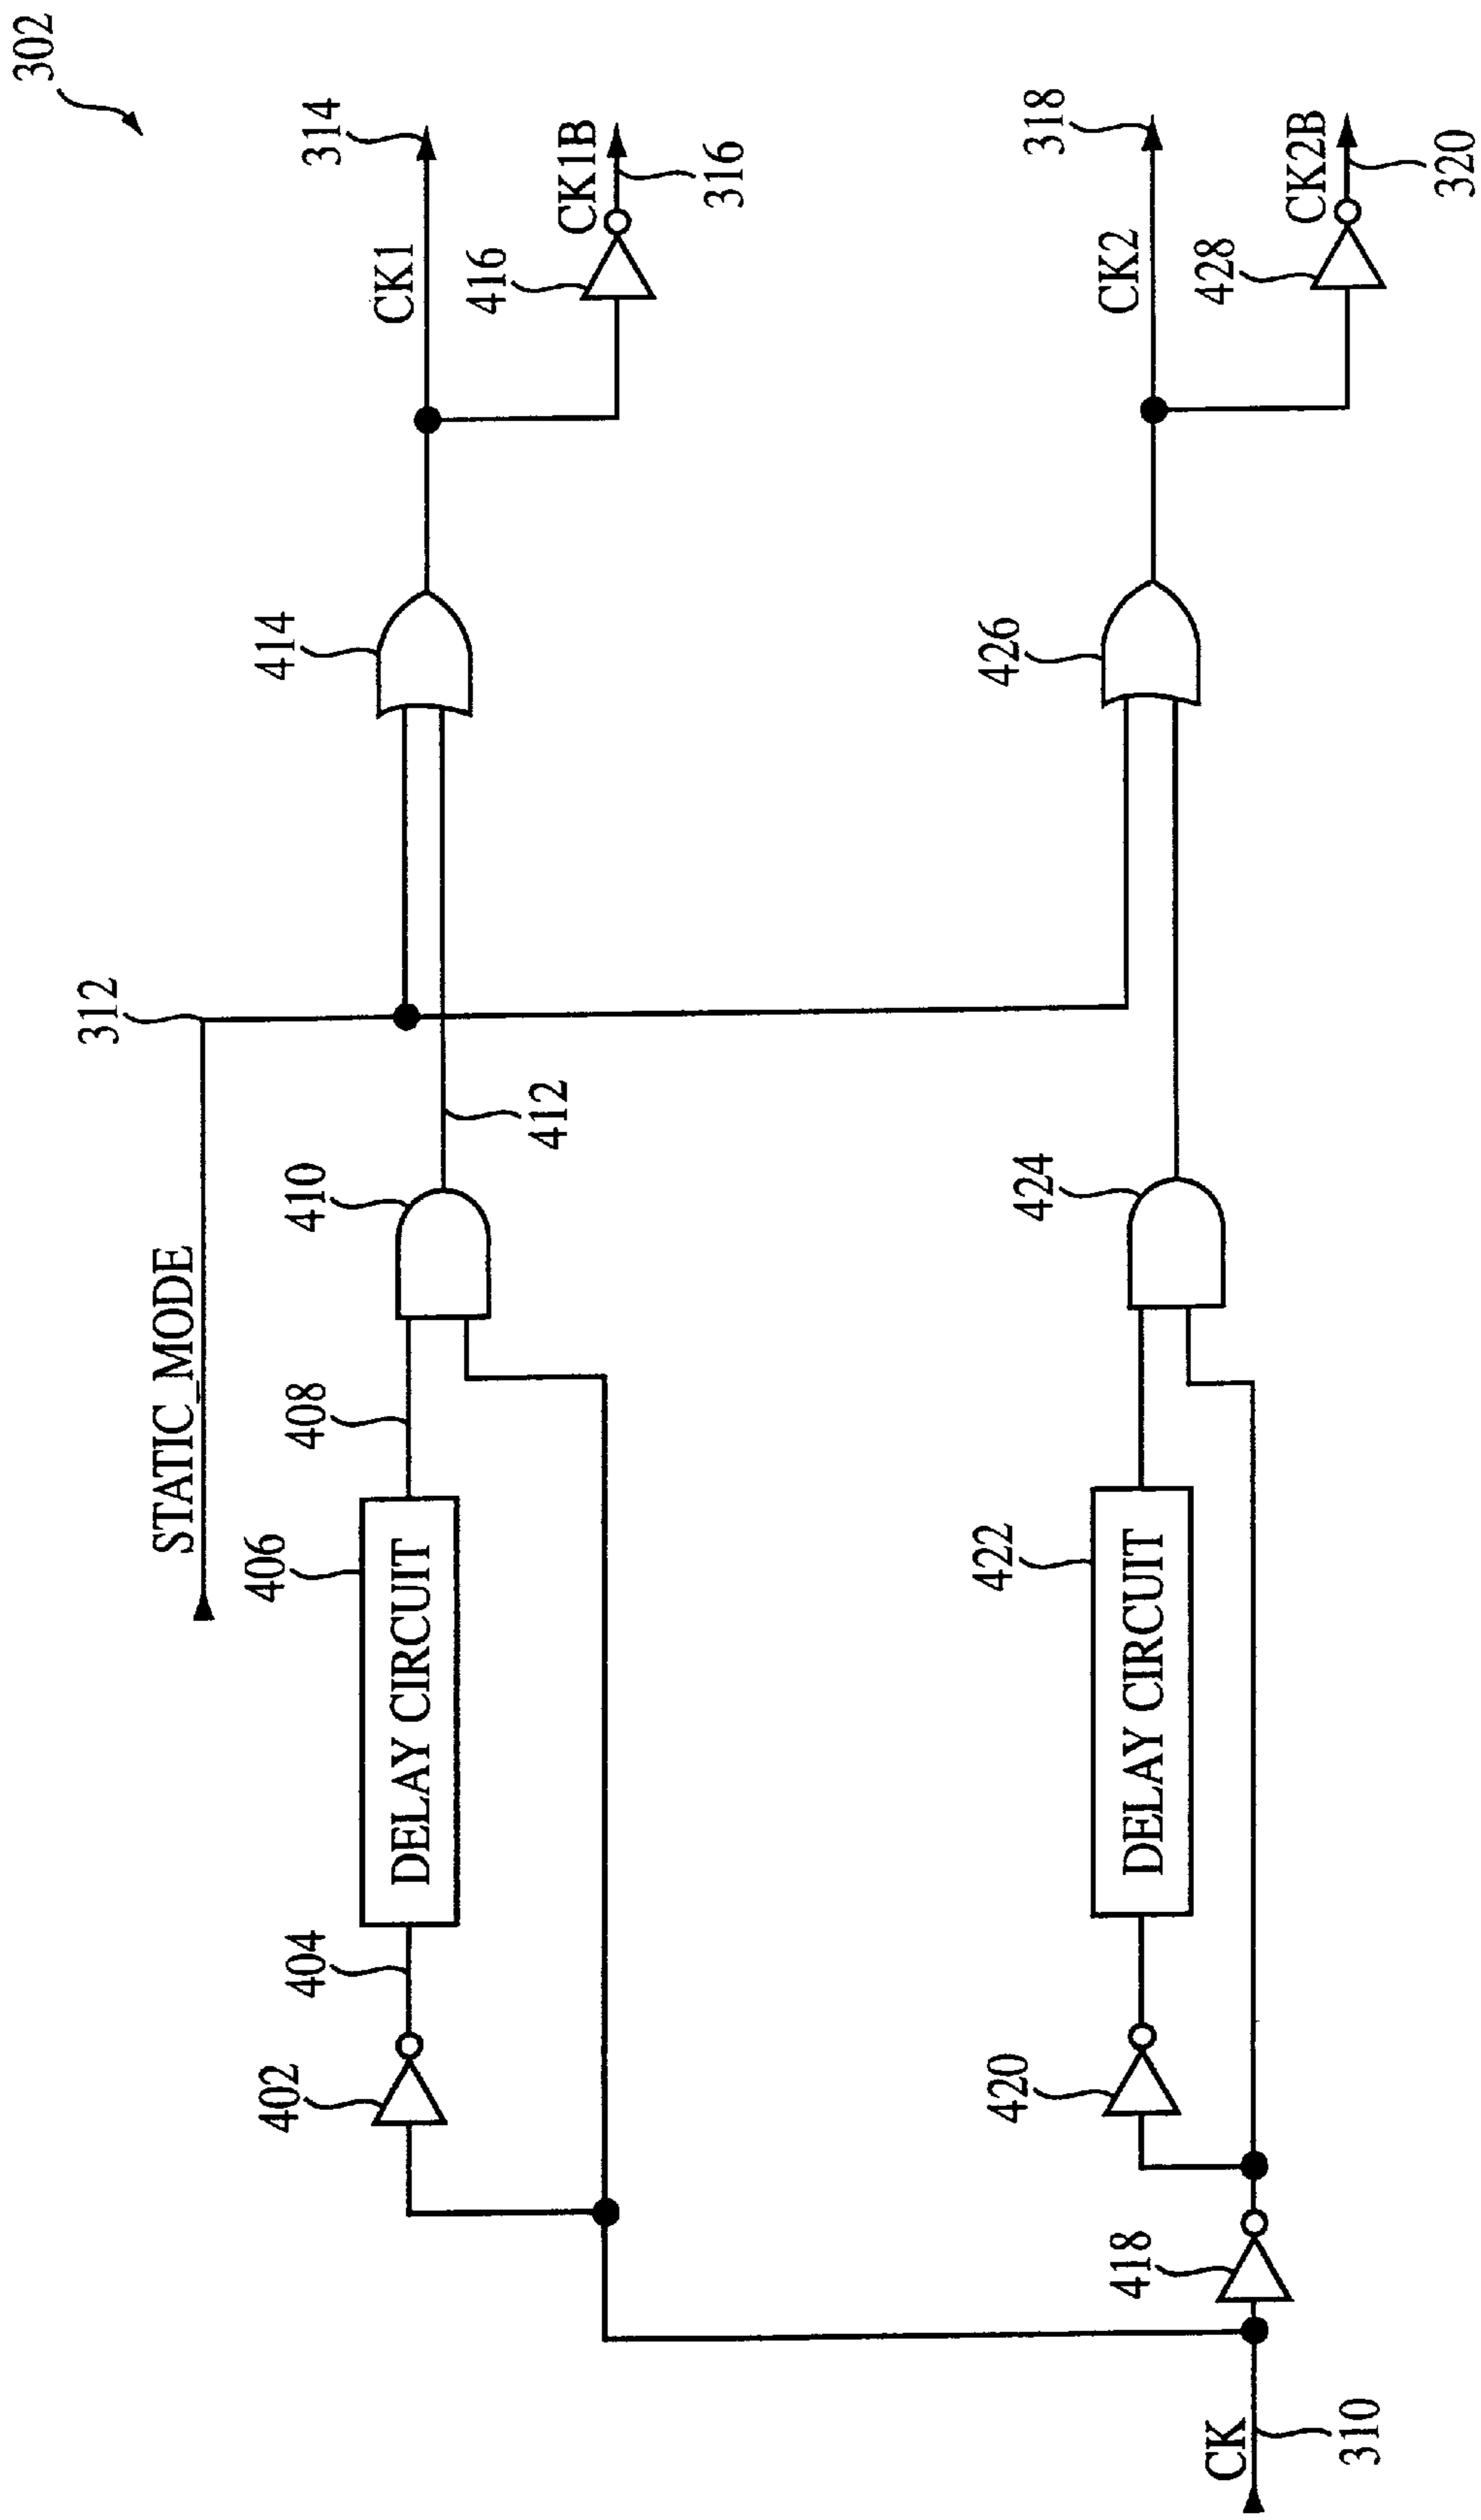 302
STATIC_MODE
312
402
404
406
DELAY CIRCUIT
408
410
412
414
CK1
314
416
CK1B
316
CK
310
418
420
422
DELAY CIRCUIT
424
426
CK2
318
428
CK2B
320